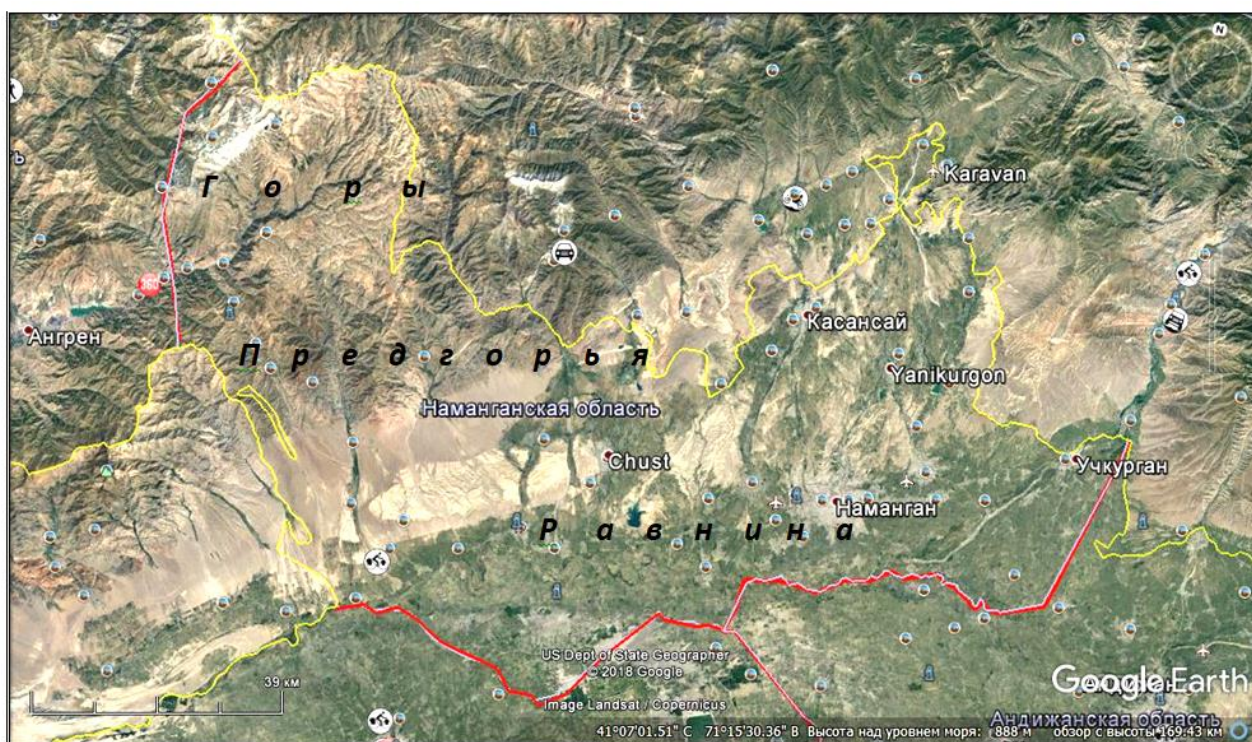 N
Горы
Karavan
360
Касансай
Ангрен
Предгорья
Yanikurgon
Наманганская область
Chust
Учкурган
Наманган
Равнина
US Dept of State Geographer
© 2018 Google
39 км
Image Landsat / Copernicus
Google Earth
Андижанская область
41°07'01.51" С 71°15'30.36" В Высота над уровнем моря: 888 м обзор с высоты 169.43 км